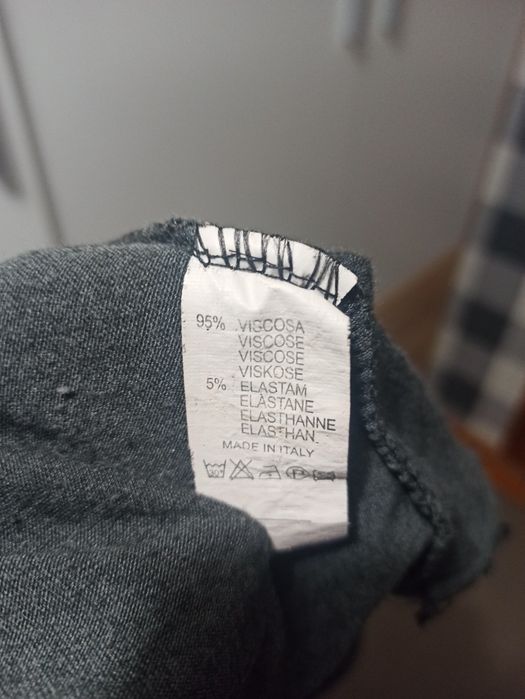 95% VISCOSA
VISCOSE
VISCOSE
VISKOSE
5% ELASTAM
ELASTANE
ELASTHANNE
ELASTHAN
MADE IN ITALY